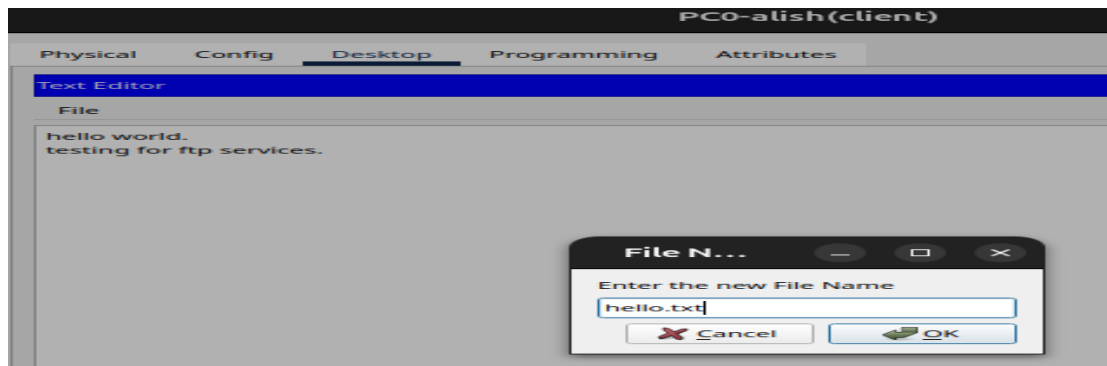 PC0-alish(client)
Physical Config Desktop Programming Attributes
Text Editor
File
hello world.
testing for ftp services.
File N...
Enter the new File Name
hello.txt
Cancel OK